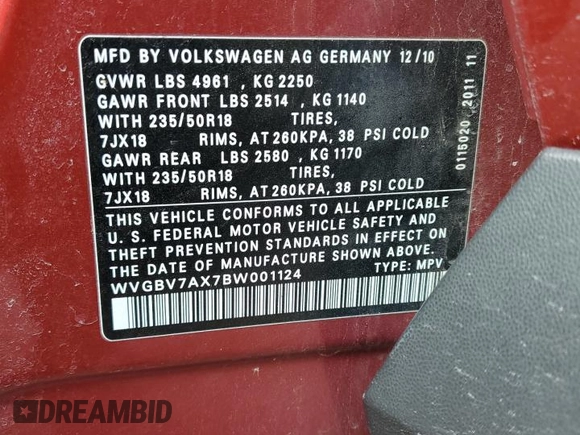 MFD BY VOLKSWAGEN AG GERMANY 12/10
GVWR LBS 4961 , KG 2250
GAWR FRONT LBS 2514 , KG 1140
WITH 235/50R18 TIRES,
7JX18 RIMS, AT 260KPA, 38 PSI COLD
GAWR REAR LBS 2580 , KG 1170
WITH 235/50R18 TIRES,
7JX18 RIMS, AT 260KPA, 38 PSI COLD
THIS VEHICLE CONFORMS TO ALL APPLICABLE
U. S. FEDERAL MOTOR VEHICLE SAFETY AND
THEFT PREVENTION STANDARDS IN EFFECT ON
THE DATE OF MANUFACTURE SHOWN ABOVE.
WVGBV7AX7BW001124 TYPE: MPV
0115020 2011 11
DREAMBID